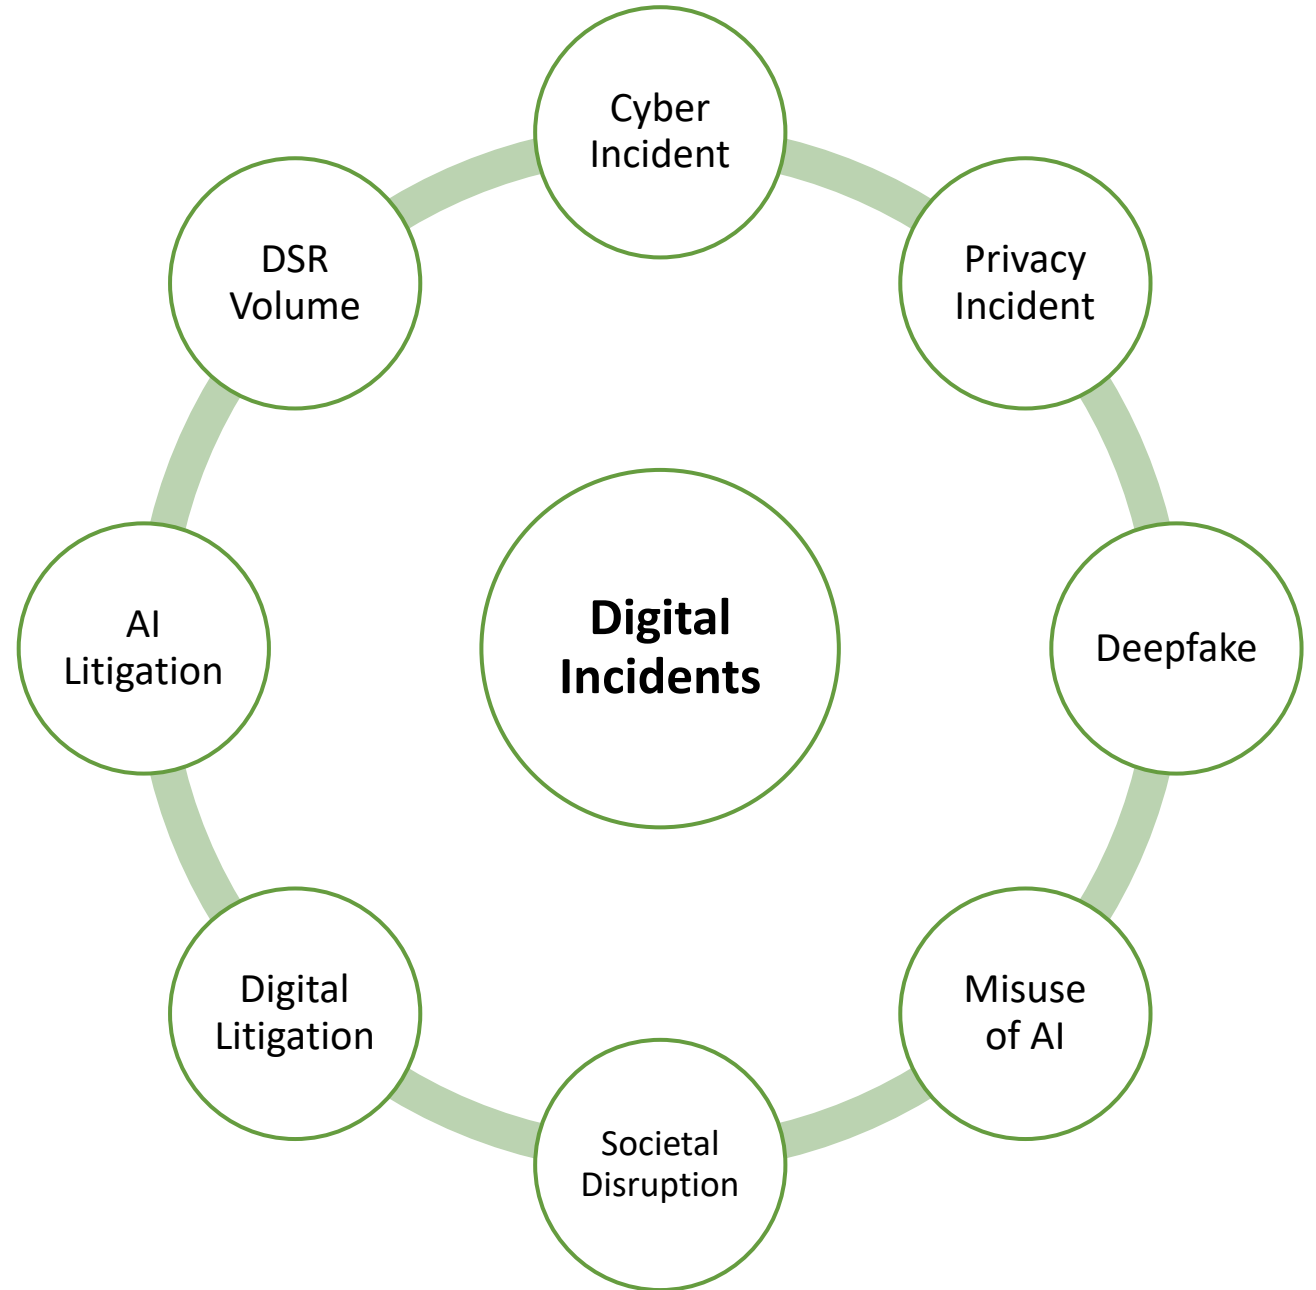 Cyber
Incident
Privacy
Incident
Deepfake
Misuse
of AI
Societal
Disruption
Digital
Litigation
AI
Litigation
DSR
Volume
Digital
Incidents